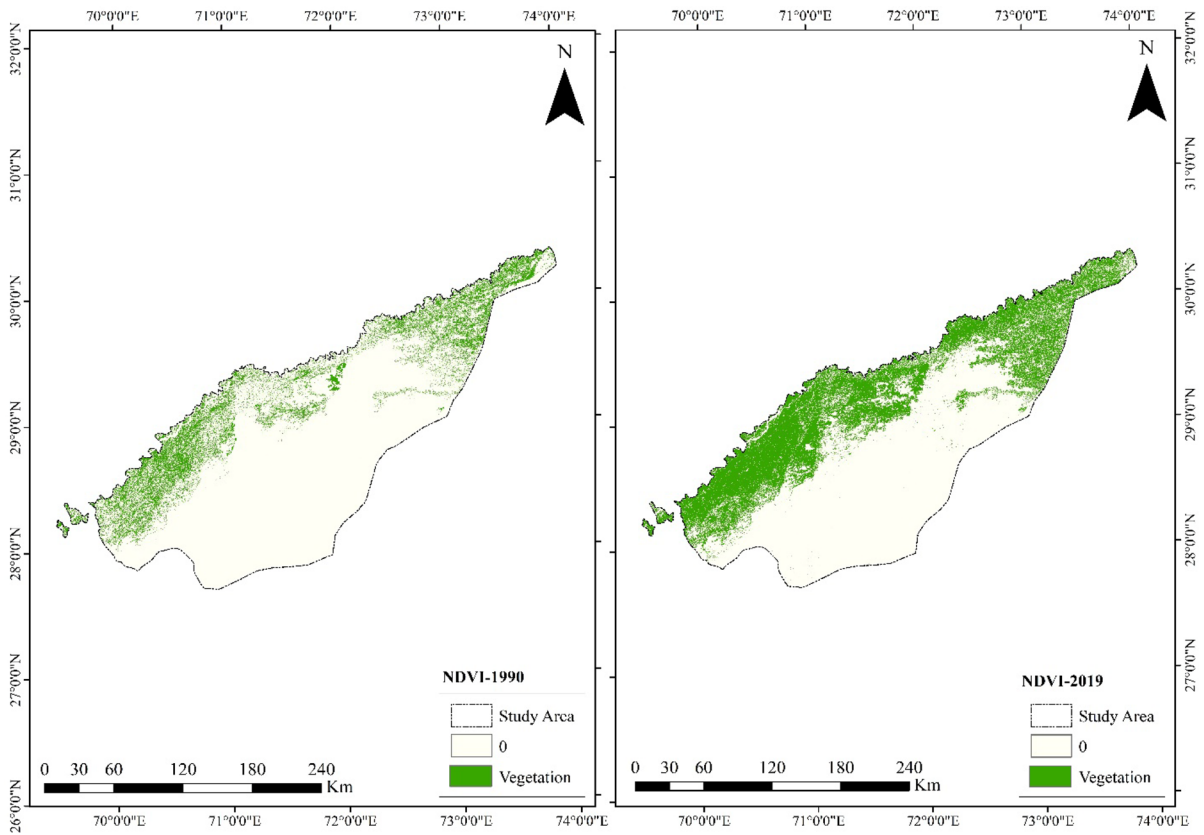 70°0'0"E 71°0'0"E 72°0'0"E 73°0'0"E 74°0'0"E
32°0'0"N
31°0'0"N
30°0'0"N
29°0'0"N
28°0'0"N
27°0'0"N
26°0'0"N
N
NDVI-1990
Study Area
0
Vegetation
0 30 60 120 180 240
Km
70°0'0"E 71°0'0"E 72°0'0"E 73°0'0"E 74°0'0"E
70°0'0"E 71°0'0"E 72°0'0"E 73°0'0"E 74°0'0"E
N
NDVI-2019
Study Area
0
Vegetation
0 30 60 120 180 240
Km
32°0'0"N
31°0'0"N
30°0'0"N
29°0'0"N
28°0'0"N
27°0'0"N
70°0'0"E 71°0'0"E 72°0'0"E 73°0'0"E 74°0'0"E